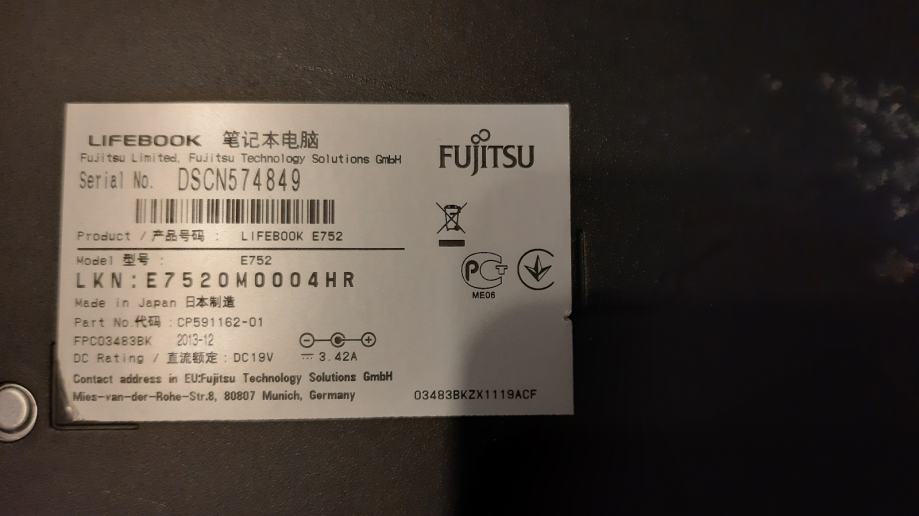 LIFEBOOK 笔记本电脑
Fujitsu Limited, Fujitsu Technology Solutions GmbH
Serial No. DSCN574849
Product / 产品号码 : LIFEBOOK E752
Model 型号 : E752
LKN:E7520M0004HR
Made in Japan 日本制造
Part No.代码 : CP591162-01
FPC03483BK 2013-12
DC Rating / 直流额定 : DC19V ⎓ 3.42A
Contact address in EU:Fujitsu Technology Solutions GmbH
Mies-van-der-Rohe-Str.8, 80807 Munich, Germany
FUJITSU
PCT
ME06
03483BKZX1119ACF